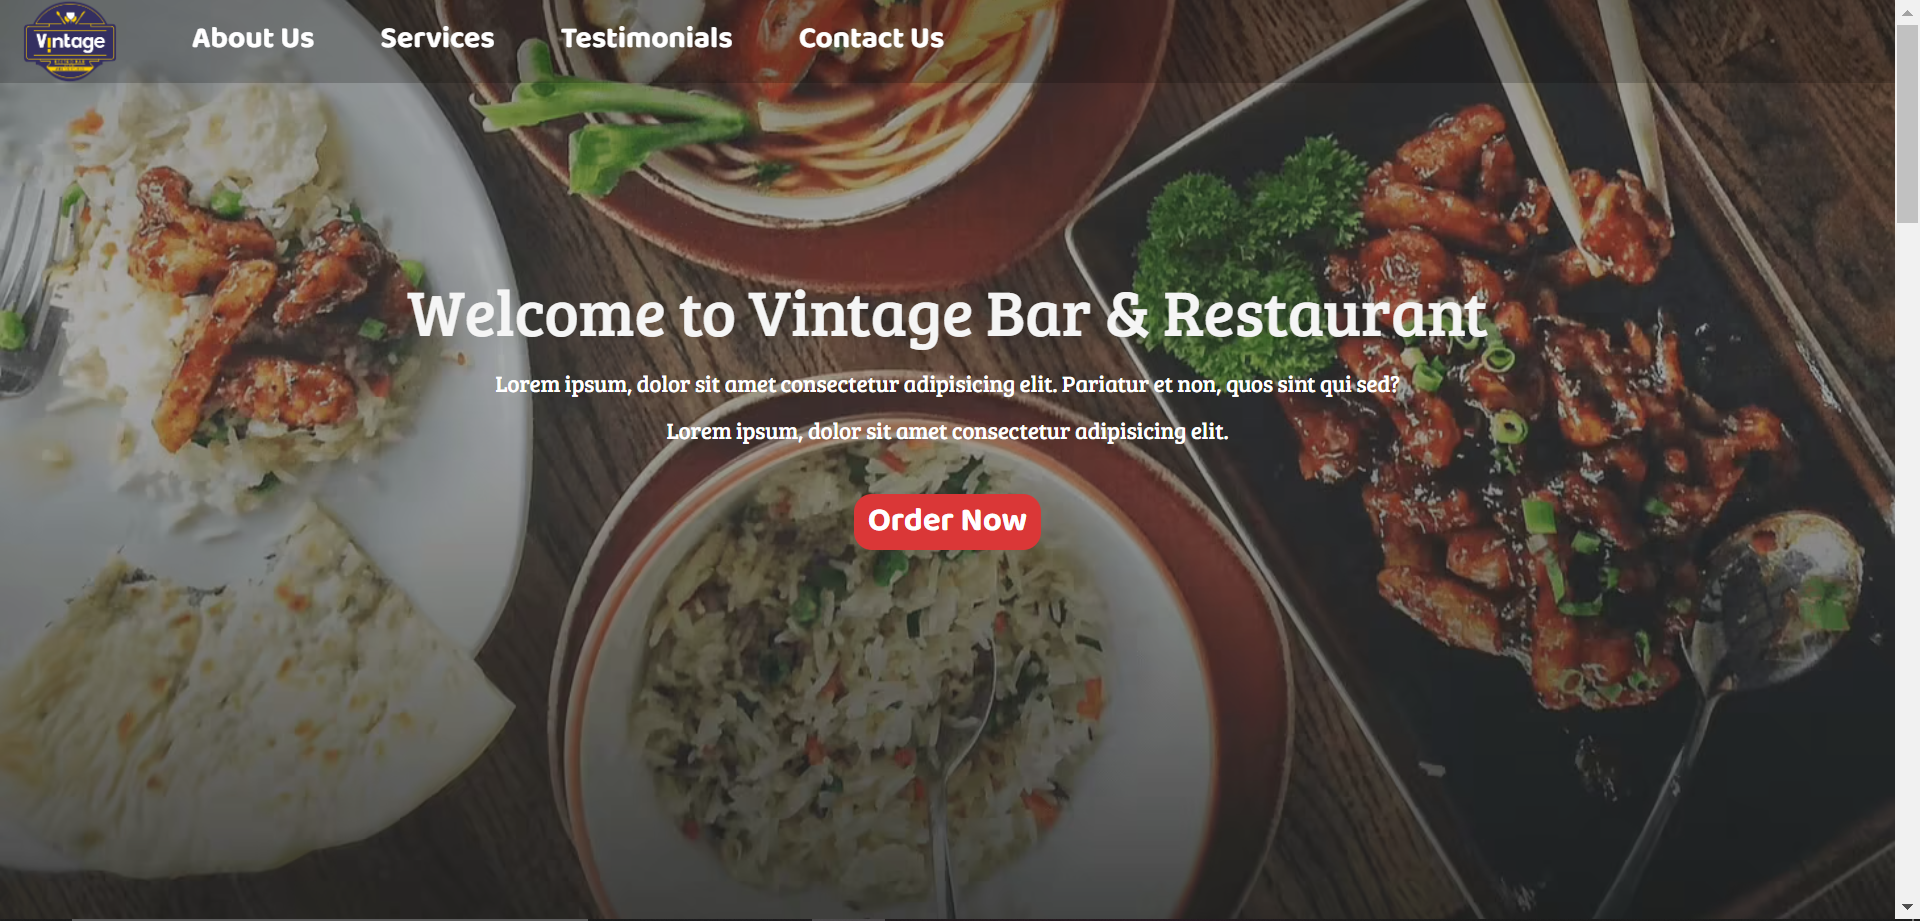 Vintage
About Us
Services
Testimonials
Contact Us
Welcome to Vintage Bar & Restaurant
Lorem ipsum, dolor sit amet consectetur adipisicing elit. Pariatur et non, quos sint qui sed?
Lorem ipsum, dolor sit amet consectetur adipisicing elit.
Order Now